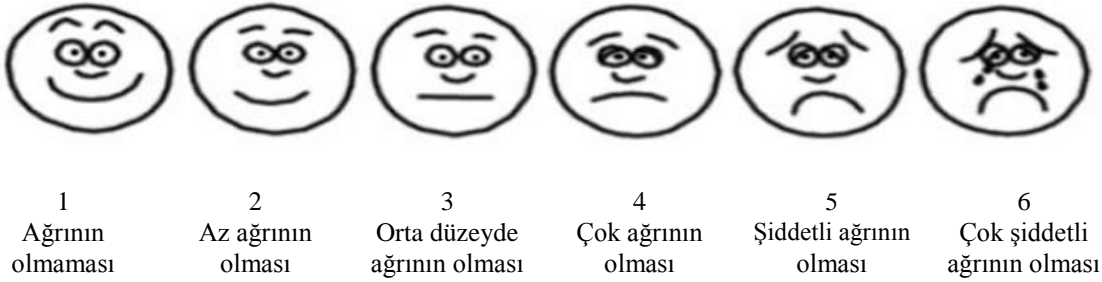 1 2 3 4 5 6
Ağrının Az ağrının Orta düzeyde Çok ağrının Şiddetli ağrının Çok şiddetli
olmaması olması ağrının olması olması olması ağrının olması